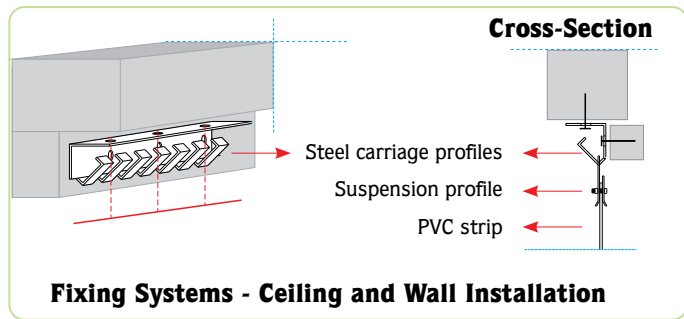 Cross-Section
Steel carriage profiles
Suspension profile
PVC strip
Fixing Systems - Ceiling and Wall Installation